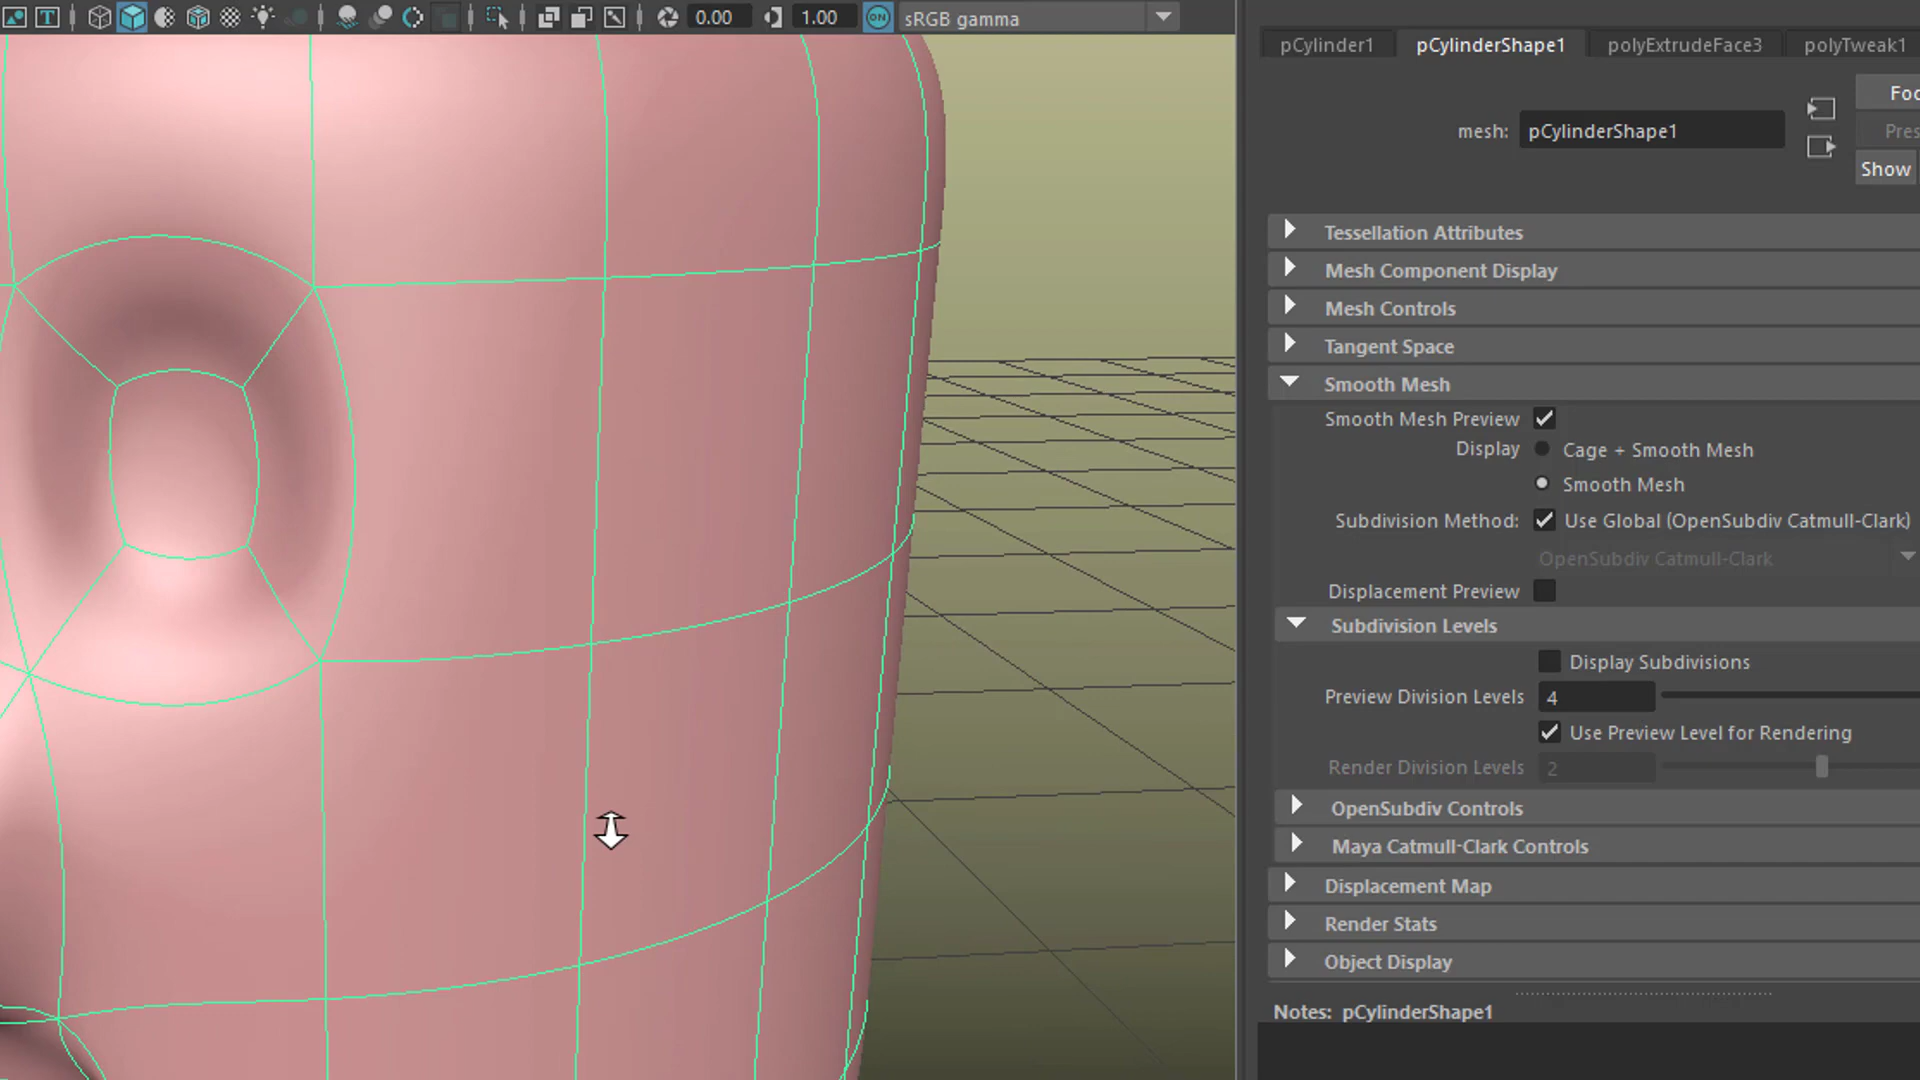 0.00
1.00
ON
sRGB gamma
pCylinder1
pCylinderShape1
polyExtrudeFace3
polyTweak1
Foc
mesh:
pCylinderShape1
Pres
Show
Tessellation Attributes
Mesh Component Display
Mesh Controls
Tangent Space
Smooth Mesh
Smooth Mesh Preview
Display
Cage + Smooth Mesh
Smooth Mesh
Subdivision Method:
Use Global (OpenSubdiv Catmull-Clark)
OpenSubdiv Catmull-Clark
Displacement Preview
Subdivision Levels
Display Subdivisions
Preview Division Levels
4
Use Preview Level for Rendering
Render Division Levels
2
OpenSubdiv Controls
Maya Catmull-Clark Controls
Displacement Map
Render Stats
Object Display
Notes: pCylinderShape1